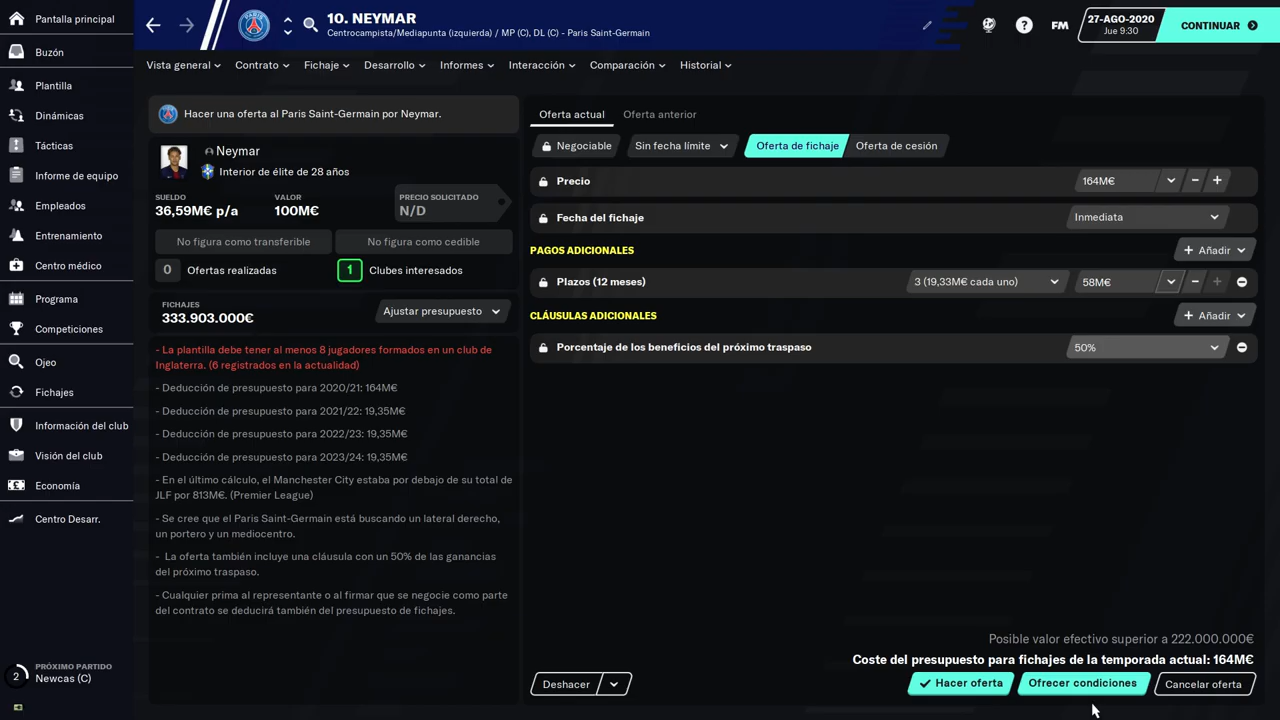 Pantalla principal
Buzón
Plantilla
Dinámicas
Tácticas
Informe de equipo
Empleados
Entrenamiento
Centro médico
Programa
Competiciones
Ojeo
Fichajes
Información del club
Visión del club
Economía
Centro Desarr.
2
PRÓXIMO PARTIDO
Newcas (C)
10. NEYMAR
Centrocampista/Mediapunta (izquierda) / MP (C), DL (C) - Paris Saint-Germain
FM
27-AGO-2020
Jue 9:30
CONTINUAR
Vista general
Contrato
Fichaje
Desarrollo
Informes
Interacción
Comparación
Historial
Hacer una oferta al Paris Saint-Germain por Neymar.
Neymar
Interior de élite de 28 años
SUELDO
36,59M€ p/a
VALOR
100M€
PRECIO SOLICITADO
N/D
No figura como transferible
No figura como cedible
0 Ofertas realizadas
1 Clubes interesados
FICHAJES
333.903.000€
Ajustar presupuesto
- La plantilla debe tener al menos 8 jugadores formados en un club de
Inglaterra. (6 registrados en la actualidad)
- Deducción de presupuesto para 2020/21: 164M€
- Deducción de presupuesto para 2021/22: 19,35M€
- Deducción de presupuesto para 2022/23: 19,35M€
- Deducción de presupuesto para 2023/24: 19,35M€
- En el último cálculo, el Manchester City estaba por debajo de su total de
JLF por 813M€. (Premier League)
- Se cree que el Paris Saint-Germain está buscando un lateral derecho,
un portero y un mediocentro.
- La oferta también incluye una cláusula con un 50% de las ganancias
del próximo traspaso.
- Cualquier prima al representante o al firmar que se negocie como parte
del contrato se deducirá también del presupuesto de fichajes.
Oferta actual
Oferta anterior
Negociable
Sin fecha límite
Oferta de fichaje
Oferta de cesión
Precio
164M€
Fecha del fichaje
Inmediata
PAGOS ADICIONALES
Añadir
Plazos (12 meses)
3 (19,33M€ cada uno)
58M€
CLÁUSULAS ADICIONALES
Añadir
Porcentaje de los beneficios del próximo traspaso
50%
Posible valor efectivo superior a 222.000.000€
Coste del presupuesto para fichajes de la temporada actual: 164M€
Deshacer
Hacer oferta
Ofrecer condiciones
Cancelar oferta